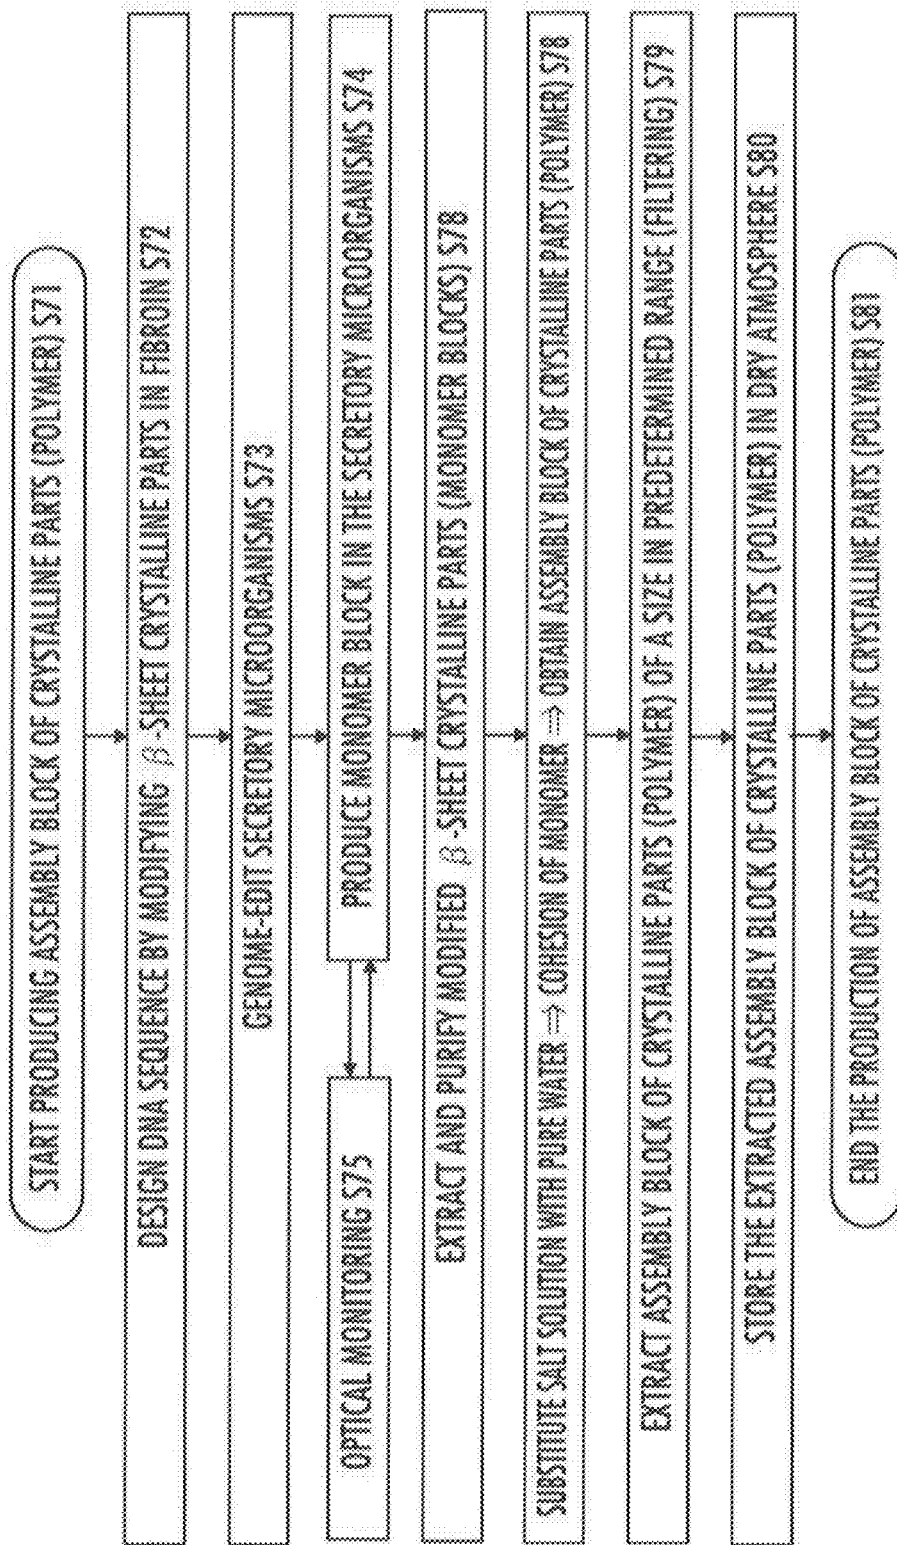 START PRODUCING ASSEMBLY BLOCK OF CRYSTALLINE PARTS (POLYMER) S71
DESIGN DNA SEQUENCE BY MODIFYING β-SHEET CRYSTALLINE PARTS IN FIBROIN S72
GENOME-EDIT SECRETORY MICROORGANISMS S73
OPTICAL MONITORING S75
PRODUCE MONOMER BLOCK IN THE SECRETORY MICROORGANISMS S74
EXTRACT AND PURIFY MODIFIED β-SHEET CRYSTALLINE PARTS (MONOMER BLOCKS) S78
SUBSTITUTE SALT SOLUTION WITH PURE WATER ⇒ COHESION OF MONOMER ⇒ OBTAIN ASSEMBLY BLOCK OF CRYSTALLINE PARTS (POLYMER) S78
EXTRACT ASSEMBLY BLOCK OF CRYSTALLINE PARTS (POLYMER) OF A SIZE IN PREDETERMINED RANGE (FILTERING) S79
STORE THE EXTRACTED ASSEMBLY BLOCK OF CRYSTALLINE PARTS (POLYMER) IN DRY ATMOSPHERE S80
END THE PRODUCTION OF ASSEMBLY BLOCK OF CRYSTALLINE PARTS (POLYMER) S81